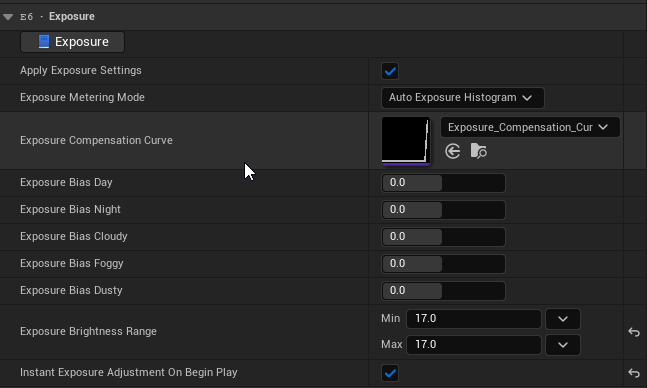 E6 · Exposure
Exposure
Apply Exposure Settings
Exposure Metering Mode
Auto Exposure Histogram
Exposure Compensation Curve
Exposure_Compensation_Cur
Exposure Bias Day
0.0
Exposure Bias Night
0.0
Exposure Bias Cloudy
0.0
Exposure Bias Foggy
0.0
Exposure Bias Dusty
0.0
Exposure Brightness Range
Min 17.0
Max 17.0
Instant Exposure Adjustment On Begin Play